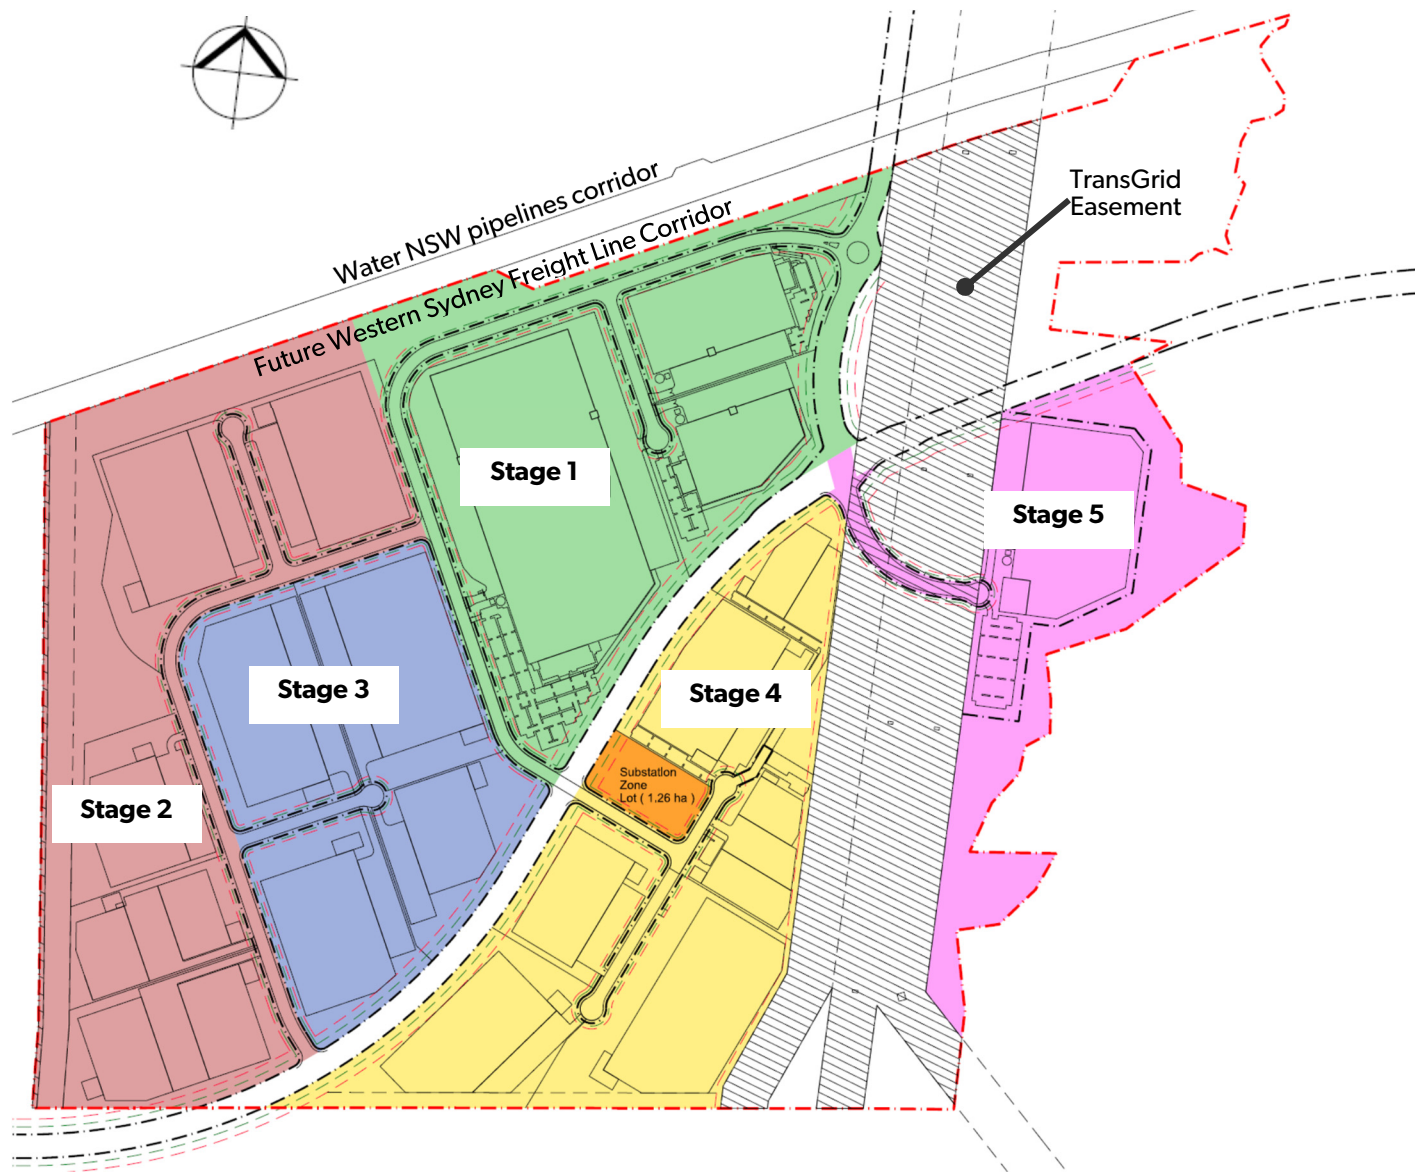 Water NSW pipelines corridor
Future Western Sydney Freight Line Corridor
TransGrid
Easement
Stage 1
Stage 5
Stage 3
Stage 4
Substation
Zone
Lot ( 1.26 ha )
Stage 2